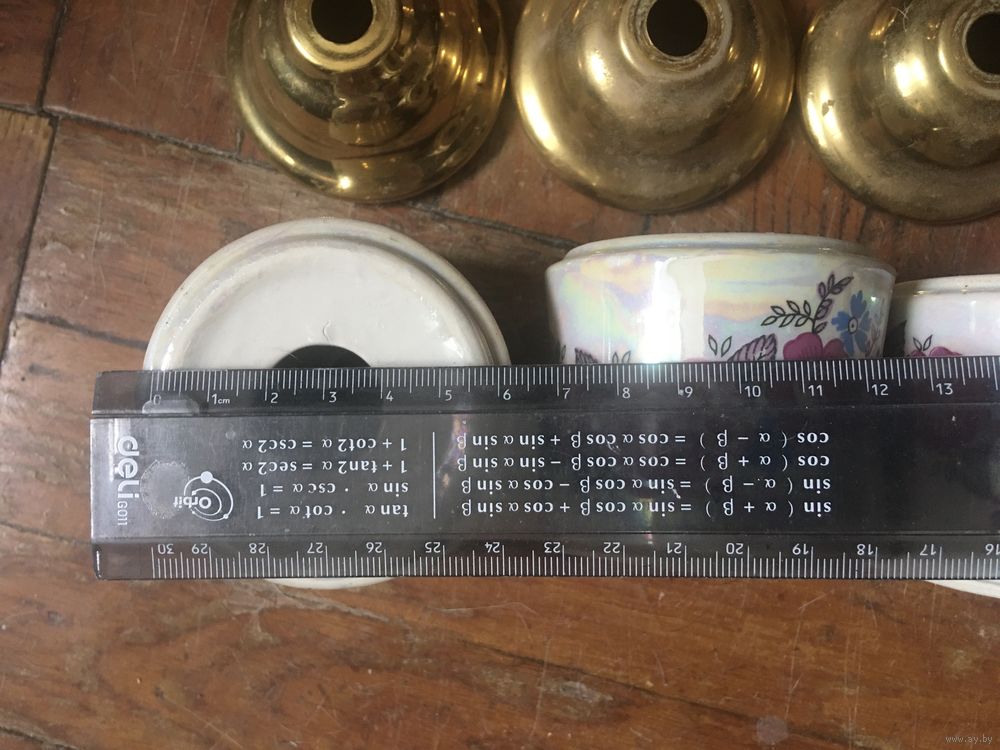 0 1cm 2 3 4 5 6 7 8 9 10 11 12 13
deli G011
Orbit
tan α · cot α = 1
sin α · csc α = 1
1 + tan2 α = sec2 α
1 + cot2 α = csc2 α
sin ( α + β ) = sin α cos β + cos α sin β
sin ( α - β ) = sin α cos β - cos α sin β
cos ( α + β ) = cos α cos β - sin α sin β
cos ( α - β ) = cos α cos β + sin α sin β
30 29 28 27 26 25 24 23 22 21 20 19 18 17 16
www.ay.by